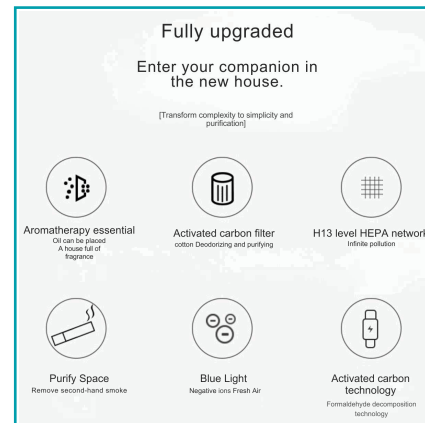 Fully upgraded
Enter your companion in
the new house.
[Transform complexity to simplicity and
purification]
Aromatherapy essential
Oil can be placed
A house full of
fragrance
Activated carbon filter
cotton Deodorizing and purifying
H13 level HEPA network
Infinite pollution
Purify Space
Remove second-hand smoke
Blue Light
Negative ions Fresh Air
Activated carbon
technology
Formaldehyde decomposition
technology